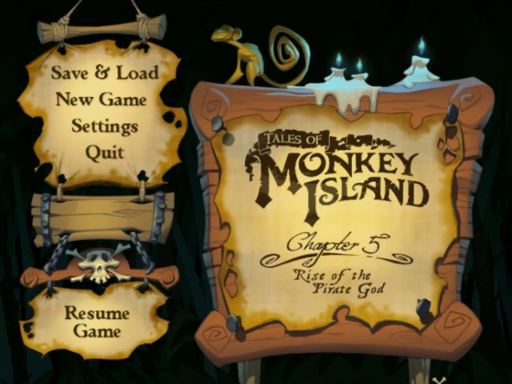 Save & Load
New Game
Settings
Quit
Resume
Game
TALES OF
MONKEY
ISLAND
Chapter 5
Rise of the
Pirate God